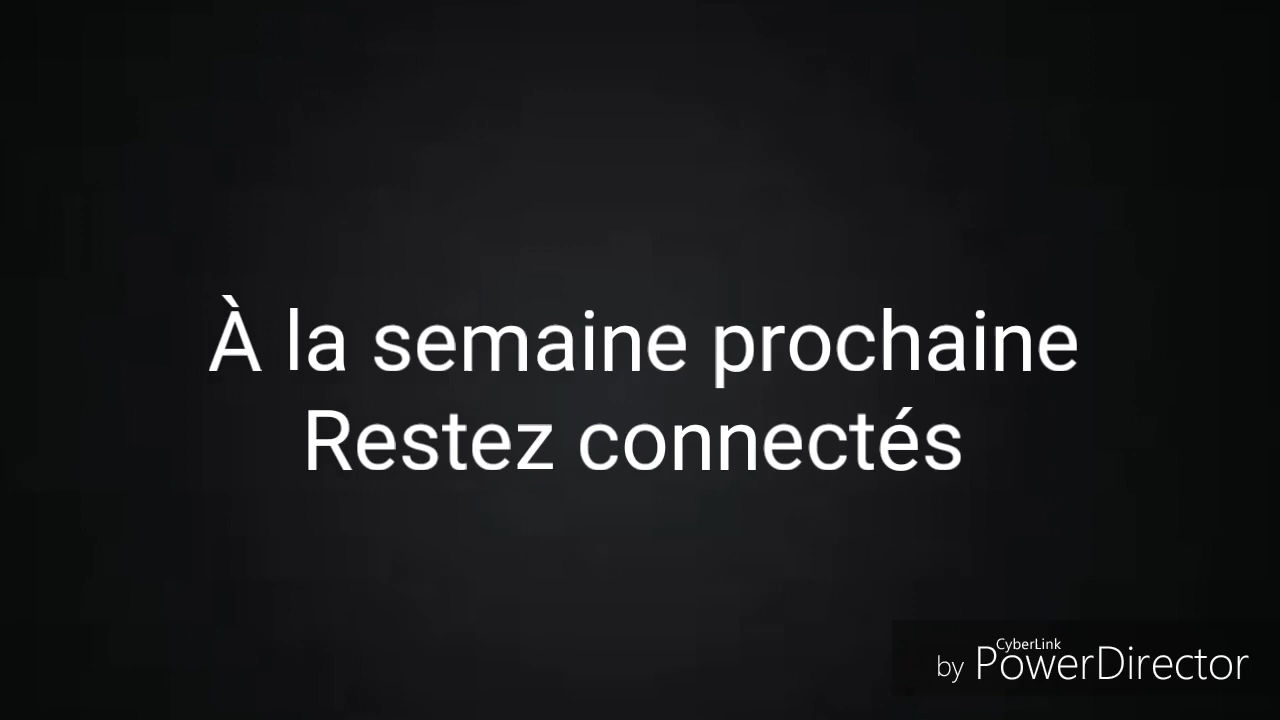 À la semaine prochaine
Restez connectés
CyberLink
by PowerDirector